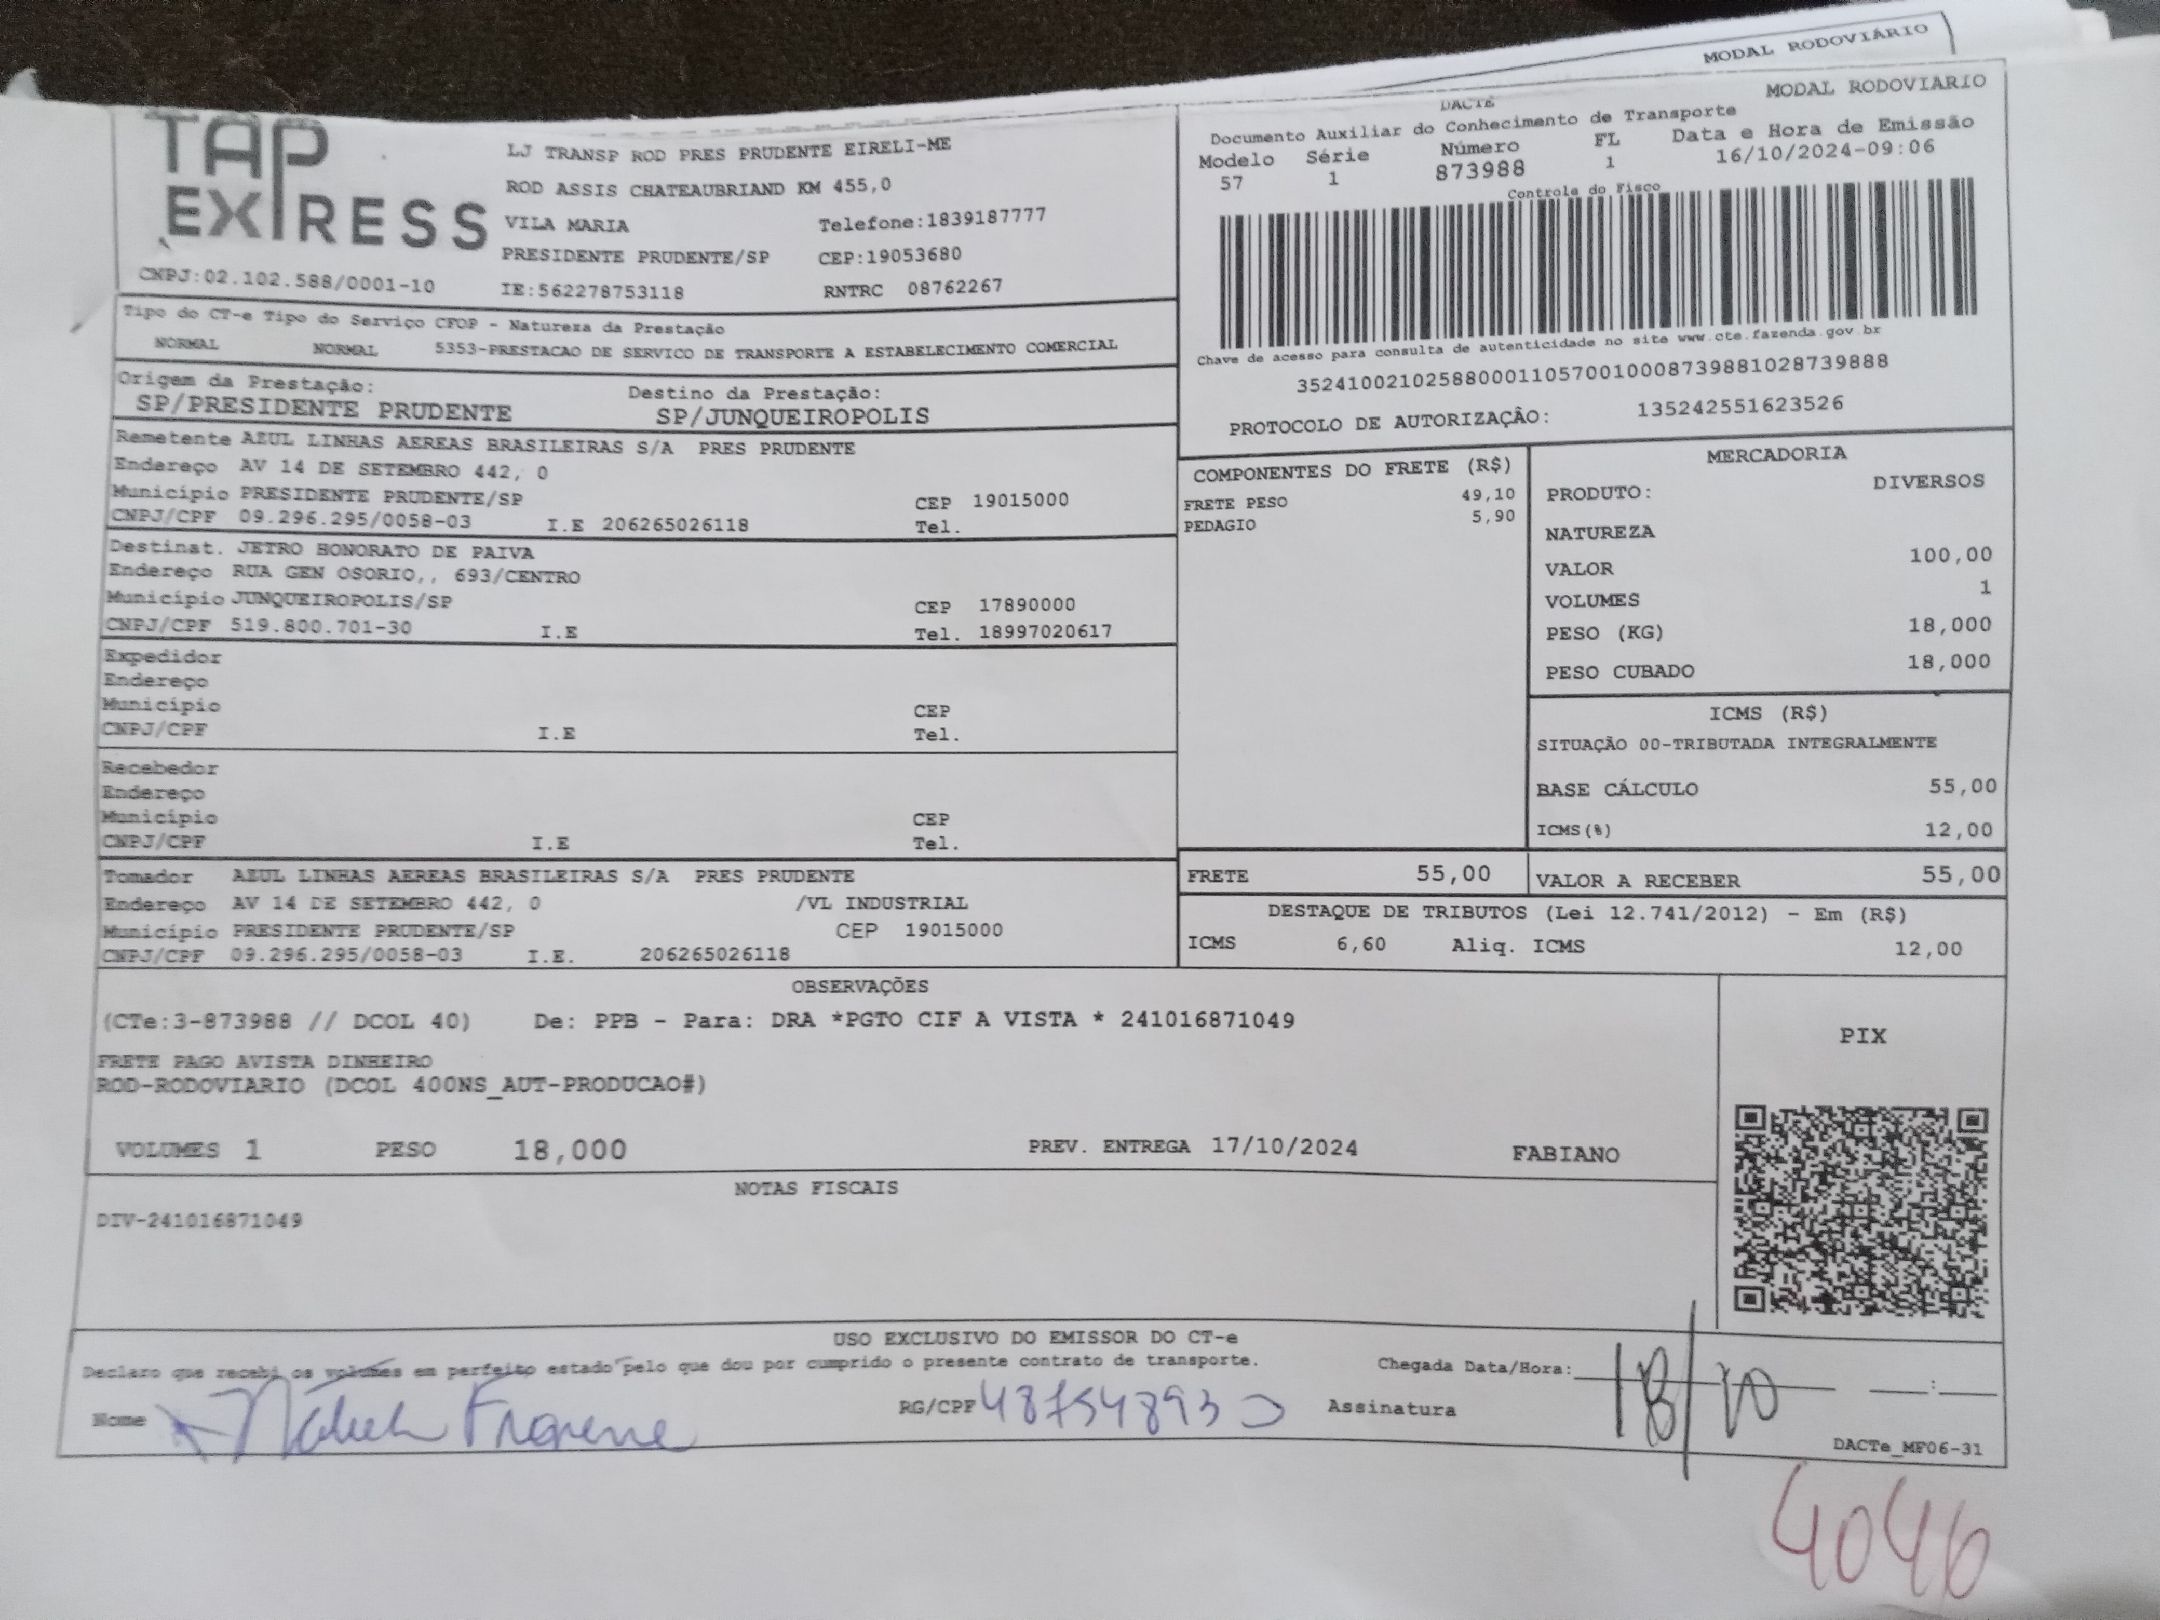 MODAL RODOVIÁRIO
MODAL RODOVIARIO
TAP
EXPRESS
CNPJ:02.102.588/0001-10
LJ TRANSP ROD PRES PRUDENTE EIRELI-ME
ROD ASSIS CHATEAUBRIAND KM 455,0
VILA MARIA Telefone:1839187777
PRESIDENTE PRUDENTE/SP CEP:19053680
IE:562278753118 RNTRC 08762267
DACTE
Documento Auxiliar do Conhecimento de Transporte
Modelo Série Número FL Data e Hora de Emissão
57 1 873988 1 16/10/2024-09:06
Controle do Fisco
Chave de acesso para consulta de autenticidade no site www.cte.fazenda.gov.br
35241002102588000110570010008739881028739888
PROTOCOLO DE AUTORIZAÇÃO: 135242551623526
Tipo do CT-e Tipo do Serviço CFOP - Natureza da Prestação
NORMAL NORMAL 5353-PRESTACAO DE SERVICO DE TRANSPORTE A ESTABELECIMENTO COMERCIAL
Origem da Prestação: Destino da Prestação:
SP/PRESIDENTE PRUDENTE SP/JUNQUEIROPOLIS
Remetente AZUL LINHAS AEREAS BRASILEIRAS S/A PRES PRUDENTE
Endereço AV 14 DE SETEMBRO 442, 0
Município PRESIDENTE PRUDENTE/SP CEP 19015000
CNPJ/CPF 09.296.295/0058-03 I.E 206265026118 Tel.
Destinat. JETRO HONORATO DE PAIVA
Endereço RUA GEN OSORIO,, 693/CENTRO
Município JUNQUEIROPOLIS/SP CEP 17890000
CNPJ/CPF 519.800.701-30 I.E Tel. 18997020617
Expedidor
Endereço
Município CEP
CNPJ/CPF I.E Tel.
Recebedor
Endereço
Município CEP
CNPJ/CPF I.E Tel.
Tomador AZUL LINHAS AEREAS BRASILEIRAS S/A PRES PRUDENTE
Endereço AV 14 DE SETEMBRO 442, 0 /VL INDUSTRIAL
Município PRESIDENTE PRUDENTE/SP CEP 19015000
CNPJ/CPF 09.296.295/0058-03 I.E. 206265026118
COMPONENTES DO FRETE (R$)
FRETE PESO 49,10
PEDAGIO 5,90
MERCADORIA
PRODUTO: DIVERSOS
NATUREZA
VALOR 100,00
VOLUMES 1
PESO (KG) 18,000
PESO CUBADO 18,000
ICMS (R$)
SITUAÇÃO 00-TRIBUTADA INTEGRALMENTE
BASE CÁLCULO 55,00
ICMS(%) 12,00
FRETE 55,00 VALOR A RECEBER 55,00
DESTAQUE DE TRIBUTOS (Lei 12.741/2012) - Em (R$)
ICMS 6,60 Aliq. ICMS 12,00
OBSERVAÇÕES
(CTe:3-873988 // DCOL 40) De: PPB - Para: DRA *PGTO CIF A VISTA * 241016871049
FRETE PAGO AVISTA DINHEIRO
ROD-RODOVIARIO (DCOL 400NS_AUT-PRODUCAO#)
VOLUMES 1 PESO 18,000 PREV. ENTREGA 17/10/2024 FABIANO
PIX
NOTAS FISCAIS
DIV-241016871049
USO EXCLUSIVO DO EMISSOR DO CT-e
Declaro que recebi os volumes em perfeito estado pelo que dou por cumprido o presente contrato de transporte. Chegada Data/Hora: 18/10 :
Nome RG/CPF 487548930 Assinatura
DACTe_MF06-31
4046